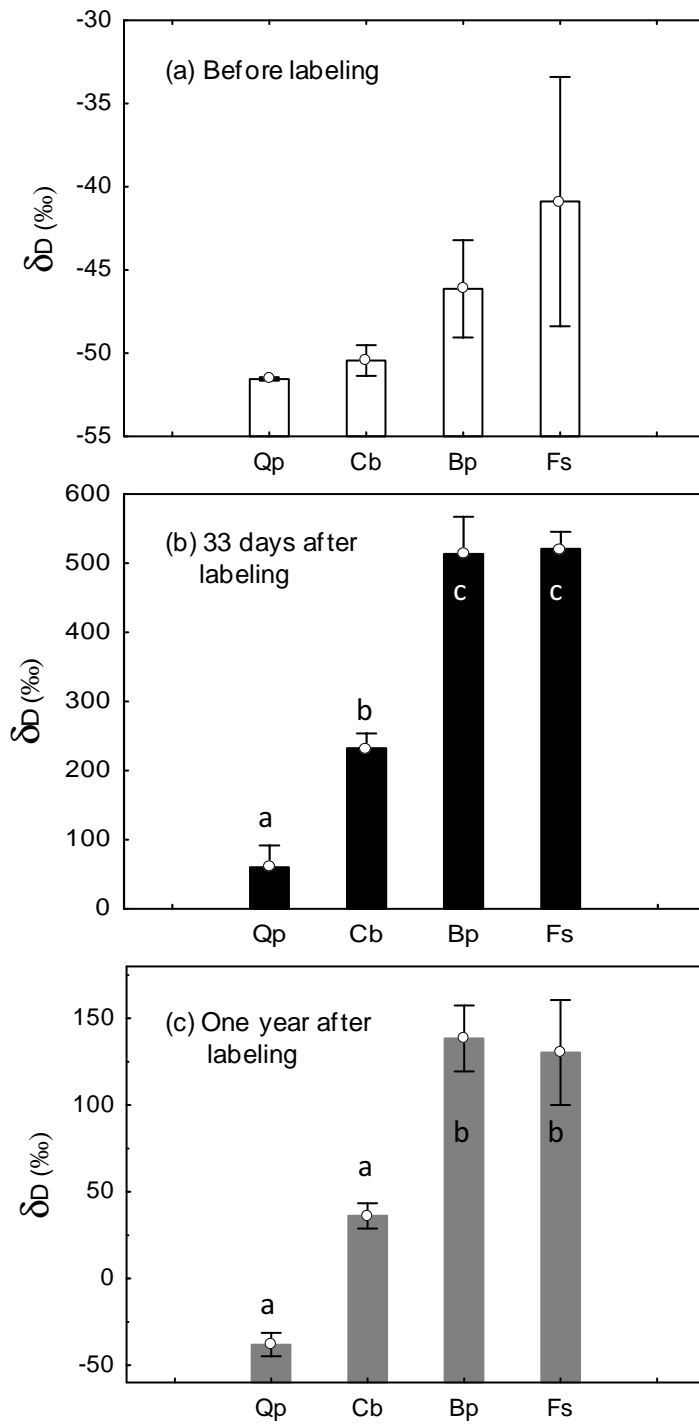 (a) Before labeling
δD (‰)
-30
-35
-40
-45
-50
-55
Qp Cb Bp Fs
(b) 33 days after
labeling
δD (‰)
600
500
400
300
200
100
0
a
b
c
c
Qp Cb Bp Fs
(c) One year after
labeling
δD (‰)
150
100
50
0
-50
a
a
b
b
Qp Cb Bp Fs